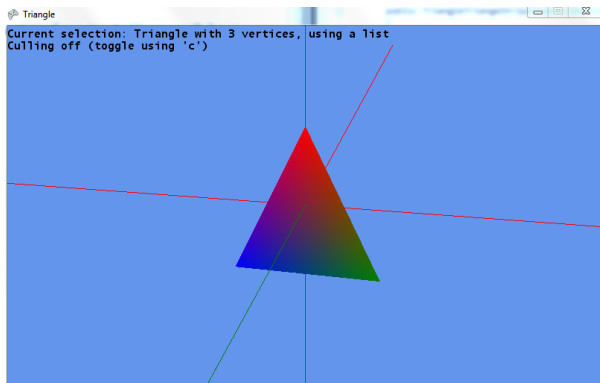 Triangle
Current selection: Triangle with 3 vertices, using a list
Culling off (toggle using 'c')